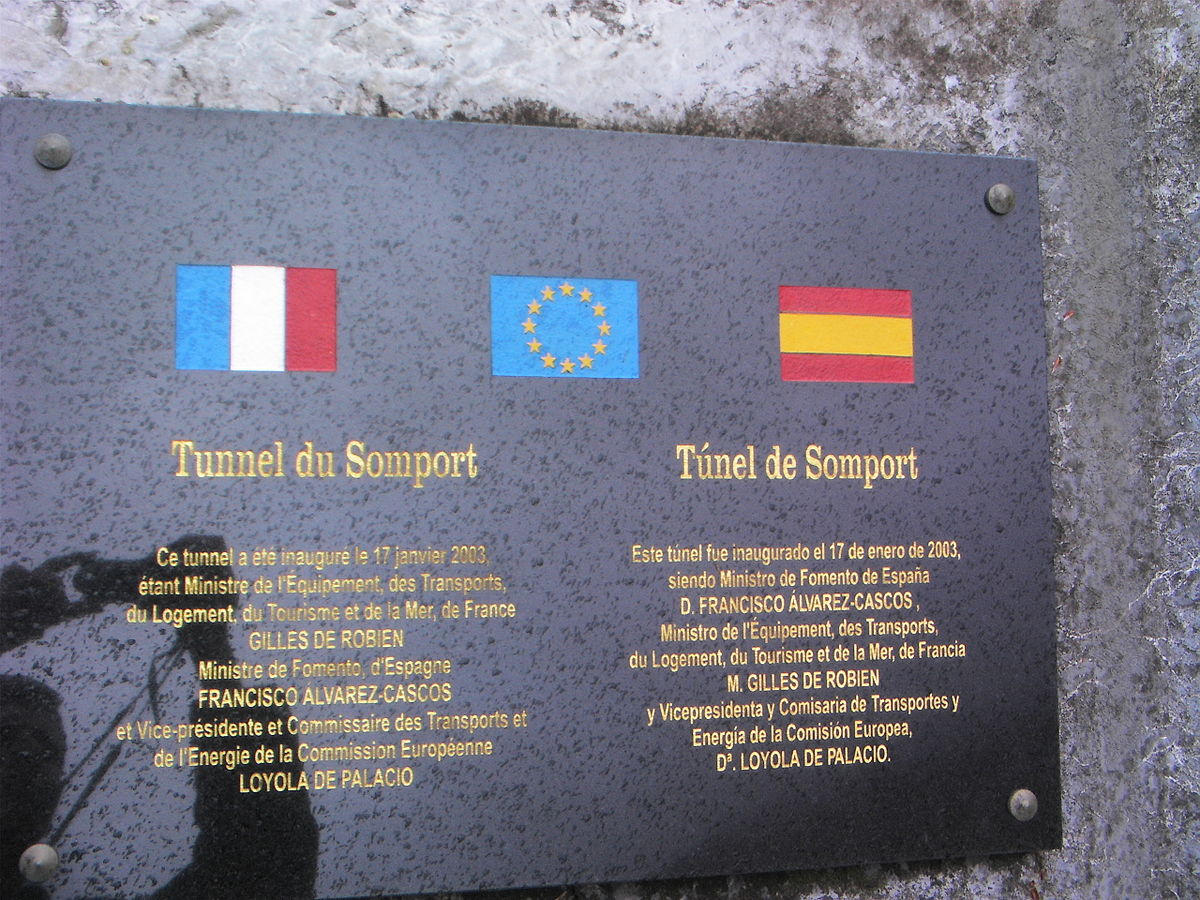 Tunnel du Somport
Ce tunnel a été inauguré le 17 janvier 2003,
étant Ministre de l'Équipement, des Transports,
du Logement, du Tourisme et de la Mer, de France
GILLES DE ROBIEN
Ministre de Fomento, d'Espagne
FRANCISCO ÁLVAREZ-CASCOS
et Vice-présidente et Commissaire des Transports et
de l'Energie de la Commission Européenne
LOYOLA DE PALACIO
Túnel de Somport
Este túnel fue inaugurado el 17 de enero de 2003,
siendo Ministro de Fomento de España
D. FRANCISCO ÁLVAREZ-CASCOS ,
Ministro de l'Équipement, des Transports,
du Logement, du Tourisme et de la Mer, de Francia
M. GILLES DE ROBIEN
y Vicepresidenta y Comisaria de Transportes y
Energía de la Comisión Europea,
Dª. LOYOLA DE PALACIO.